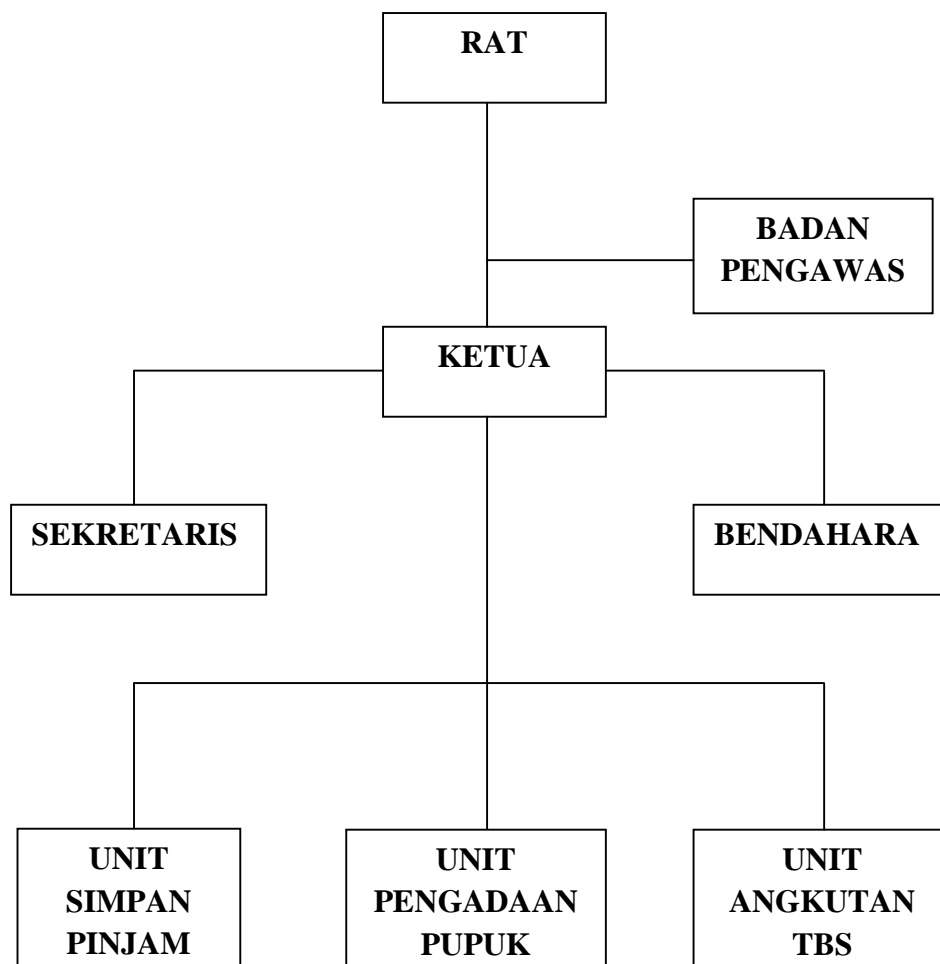 RAT
BADAN
PENGAWAS
KETUA
SEKRETARIS
BENDAHARA
UNIT
SIMPAN
PINJAM
UNIT
PENGADAAN
PUPUK
UNIT
ANGKUTAN
TBS